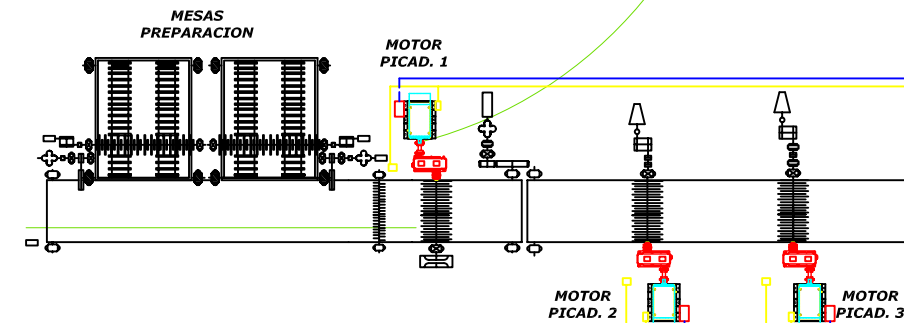 MESAS
PREPARACION
MOTOR
PICAD. 1
MOTOR
PICAD. 2
MOTOR
PICAD. 3